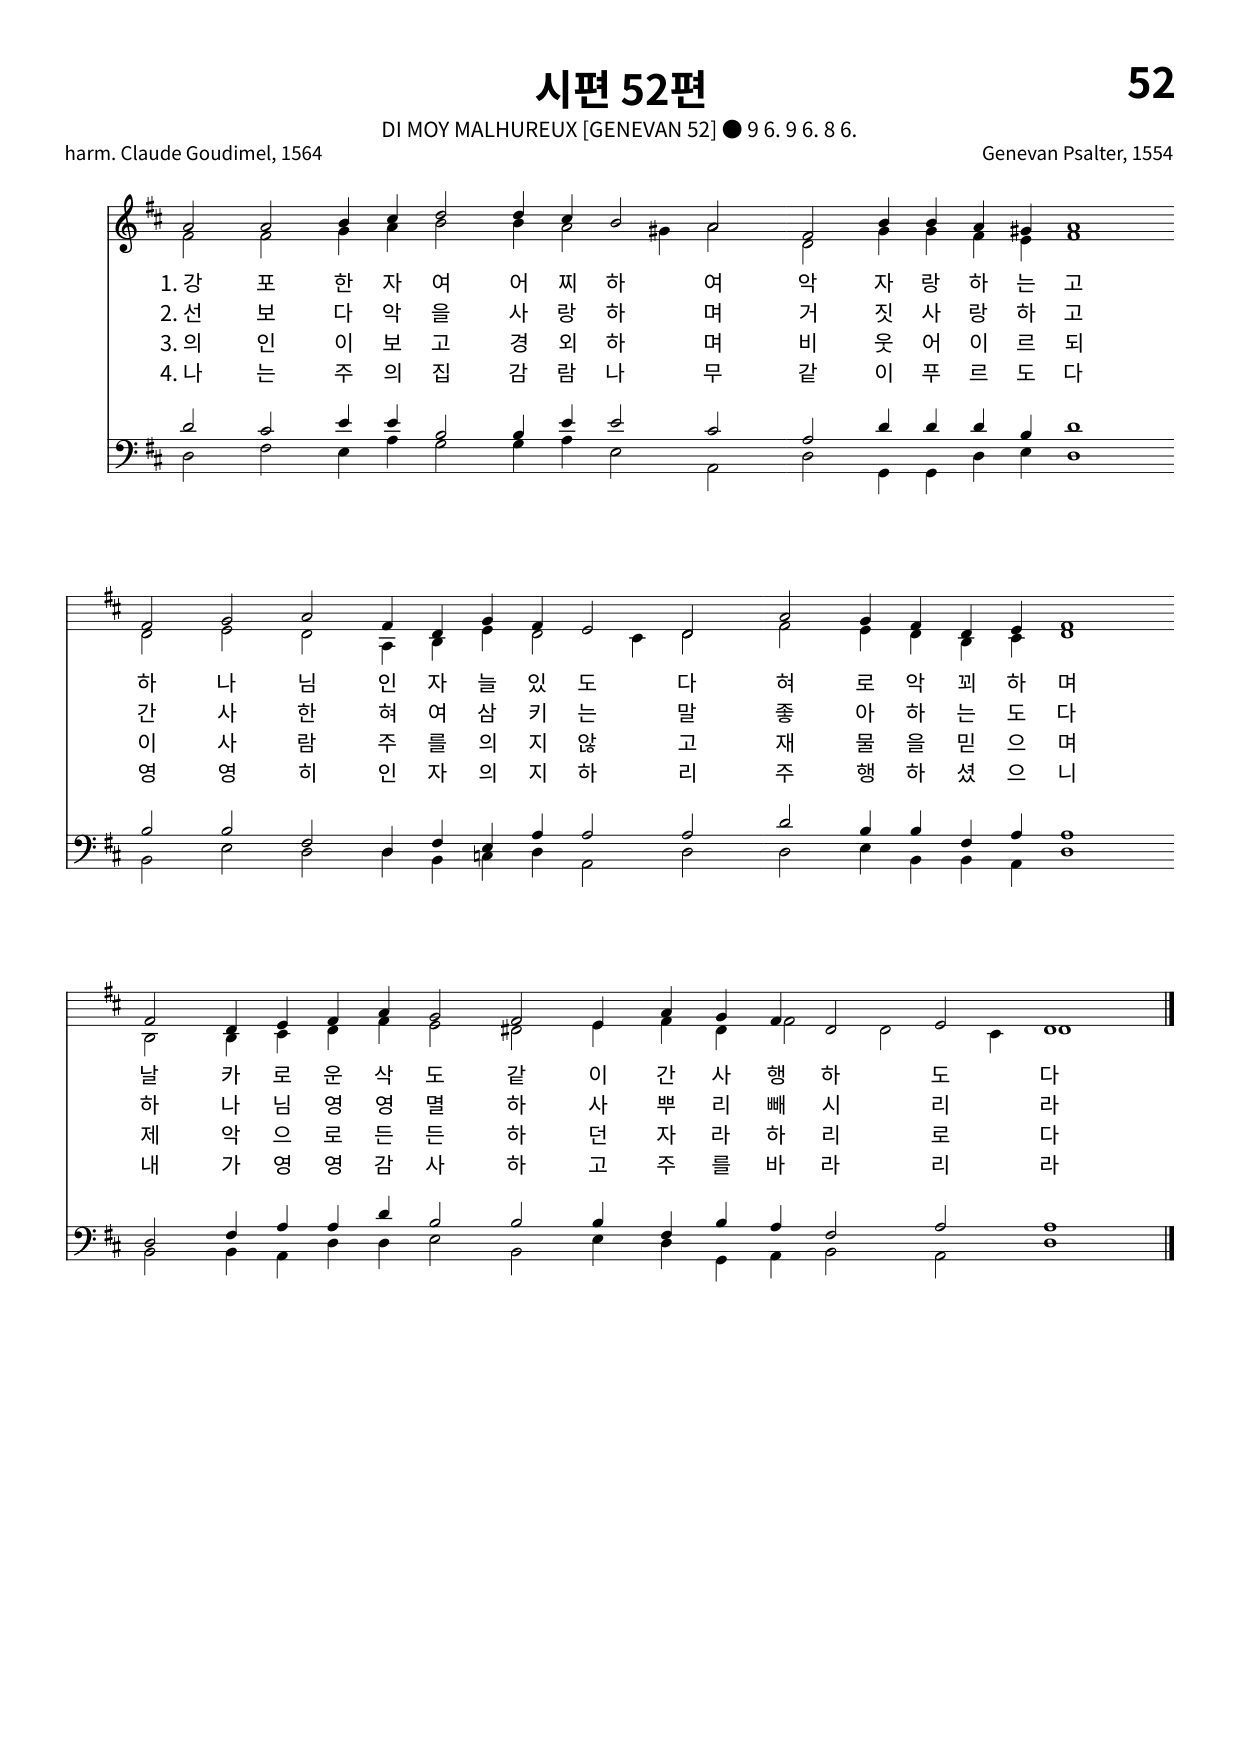 52
시편 52편
DI MOY MALHUREUX [GENEVAN 52] ● 9 6. 9 6. 8 6.
harm. Claude Goudimel, 1564
Genevan Psalter, 1554
1. 강 포 한 자 여 어 찌 하 여 악 자 랑 하 는 고
2. 선 보 다 악 을 사 랑 하 며 거 짓 사 랑 하 고
3. 의 인 이 보 고 경 외 하 며 비 웃 어 이 르 되
4. 나 는 주 의 집 감 람 나 무 같 이 푸 르 도 다
하 나 님 인 자 늘 있 도 다 혀 로 악 꾀 하 며
간 사 한 혀 여 삼 키 는 말 좋 아 하 는 도 다
이 사 람 주 를 의 지 않 고 재 물 을 믿 으 며
영 영 히 인 자 의 지 하 리 주 행 하 셨 으 니
날 카 로 운 삭 도 같 이 간 사 행 하 도 다
하 나 님 영 영 멸 하 사 뿌 리 빼 시 리 라
제 악 으 로 든 든 하 던 자 라 하 리 로 다
내 가 영 영 감 사 하 고 주 를 바 라 리 라